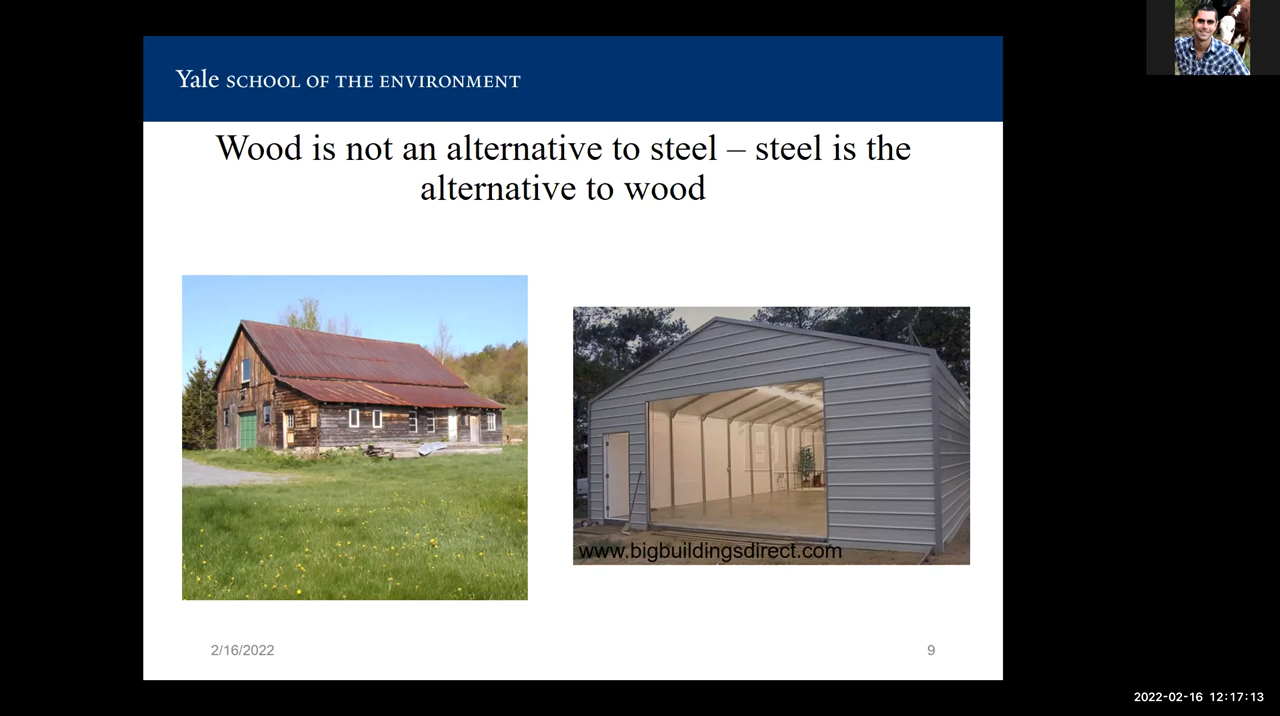 Yale SCHOOL OF THE ENVIRONMENT
Wood is not an alternative to steel – steel is the
alternative to wood
www.bigbuildingsdirect.com
2/16/2022
9
2022-02-16 12:17:13